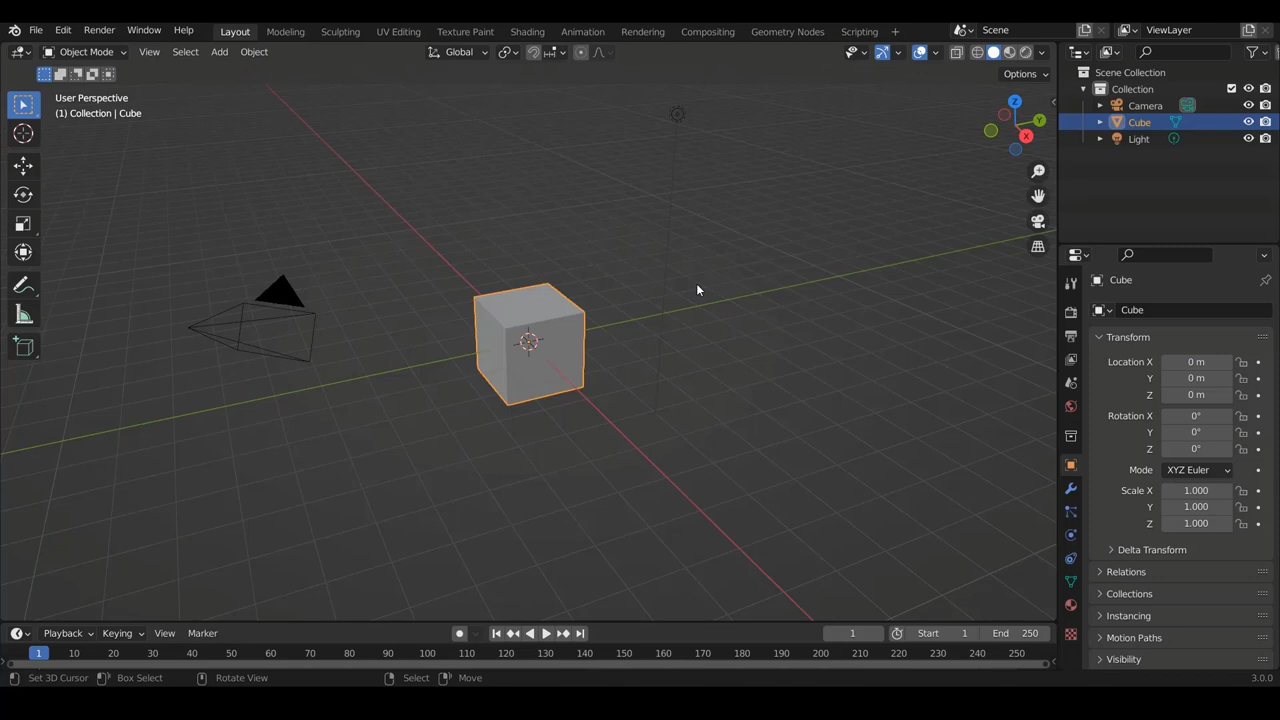 File Edit Render Window Help Layout Modeling Sculpting UV Editing Texture Paint Shading Animation Rendering Compositing Geometry Nodes Scripting Scene ViewLayer
Object Mode View Select Add Object Global
Options
User Perspective
(1) Collection | Cube
Z
Y
X
Scene Collection
Collection
Camera
Cube
Light
Cube
Cube
Transform
Location X 0 m
Y 0 m
Z 0 m
Rotation X 0°
Y 0°
Z 0°
Mode XYZ Euler
Scale X 1.000
Y 1.000
Z 1.000
Delta Transform
Relations
Collections
Instancing
Motion Paths
Visibility
Playback Keying View Marker 1 Start 1 End 250
1 10 20 30 40 50 60 70 80 90 100 110 120 130 140 150 160 170 180 190 200 210 220 230 240 250
Set 3D Cursor Box Select Rotate View Select Move 3.0.0